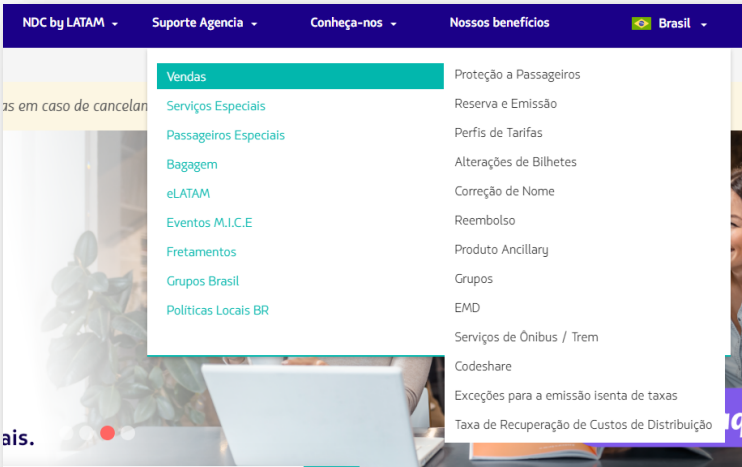 NDC by LATAM
Suporte Agencia
Conheça-nos
Nossos benefícios
Brasil
Vendas
Serviços Especiais
Passageiros Especiais
Bagagem
eLATAM
Eventos M.I.C.E
Fretamentos
Grupos Brasil
Políticas Locais BR
Proteção a Passageiros
Reserva e Emissão
Perfis de Tarifas
Alterações de Bilhetes
Correção de Nome
Reembolso
Produto Ancillary
Grupos
EMD
Serviços de Ônibus / Trem
Codeshare
Exceções para a emissão isenta de taxas
Taxa de Recuperação de Custos de Distribuição
em caso de
ais.